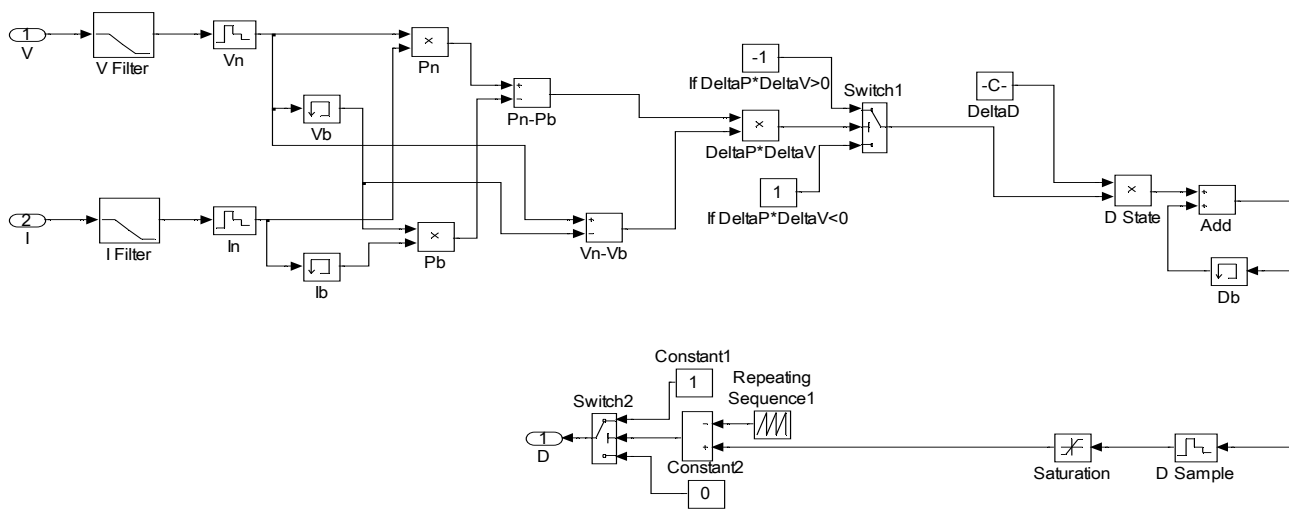 1
V
V Filter
Vn
×
Pn
Vb
+
−
Pn-Pb
-1
If DeltaP*DeltaV>0
Switch1
×
DeltaP*DeltaV
1
If DeltaP*DeltaV<0
-C-
DeltaD
×
D State
+
+
Add
Db
2
I
I Filter
In
Ib
×
Pb
+
−
Vn-Vb
Constant1
1
Repeating
Sequence1
Switch2
1
D
−
+
Constant2
0
Saturation
D Sample